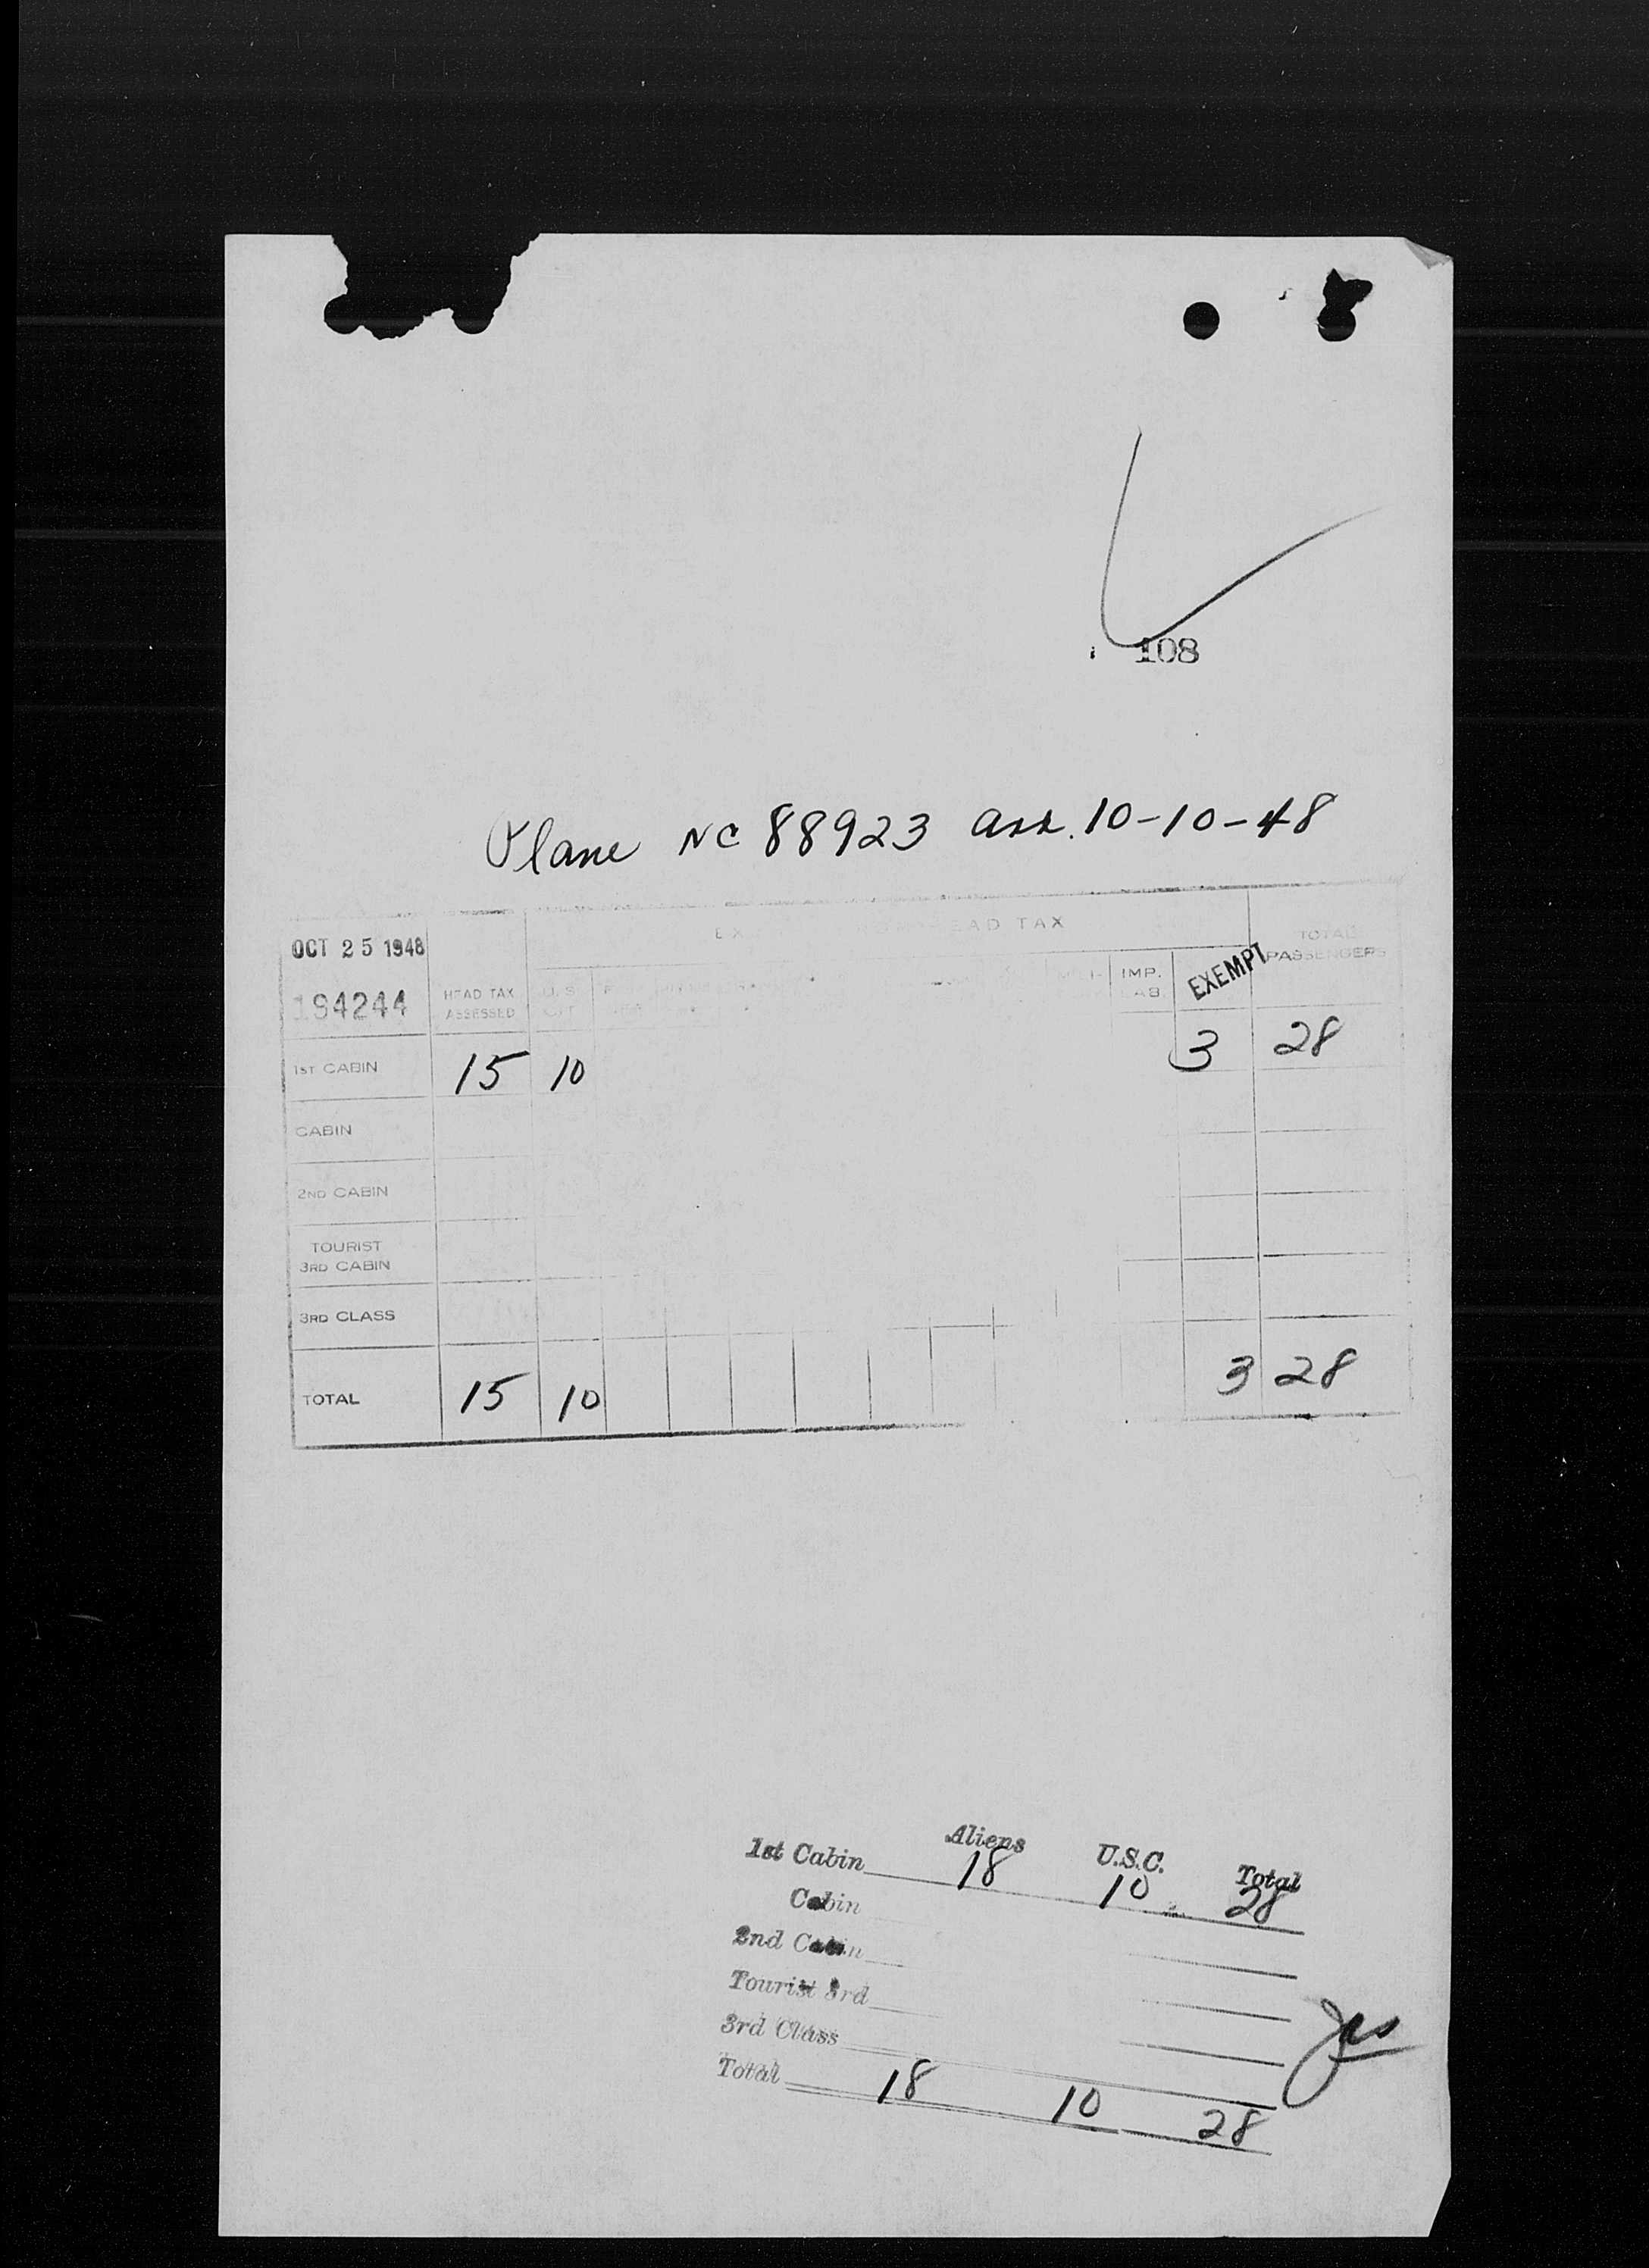 108
Plane NC 88923 arr. 10-10-48
OCT 25 1948
HEAD TAX
TOTAL PASSENGERS
194244
HEAD TAX ASSESSED
U.S. CIT
IMP.
EXEMPT
1ST CABIN 15 10 3 28
CABIN
2ND CABIN
TOURIST
3RD CABIN
3RD CLASS
TOTAL 15 10 3 28
Aliens U.S.C. Total
1st Cabin 18 10 28
Cabin
2nd Cabin
Tourist 3rd
3rd Class
Total 18 10 28